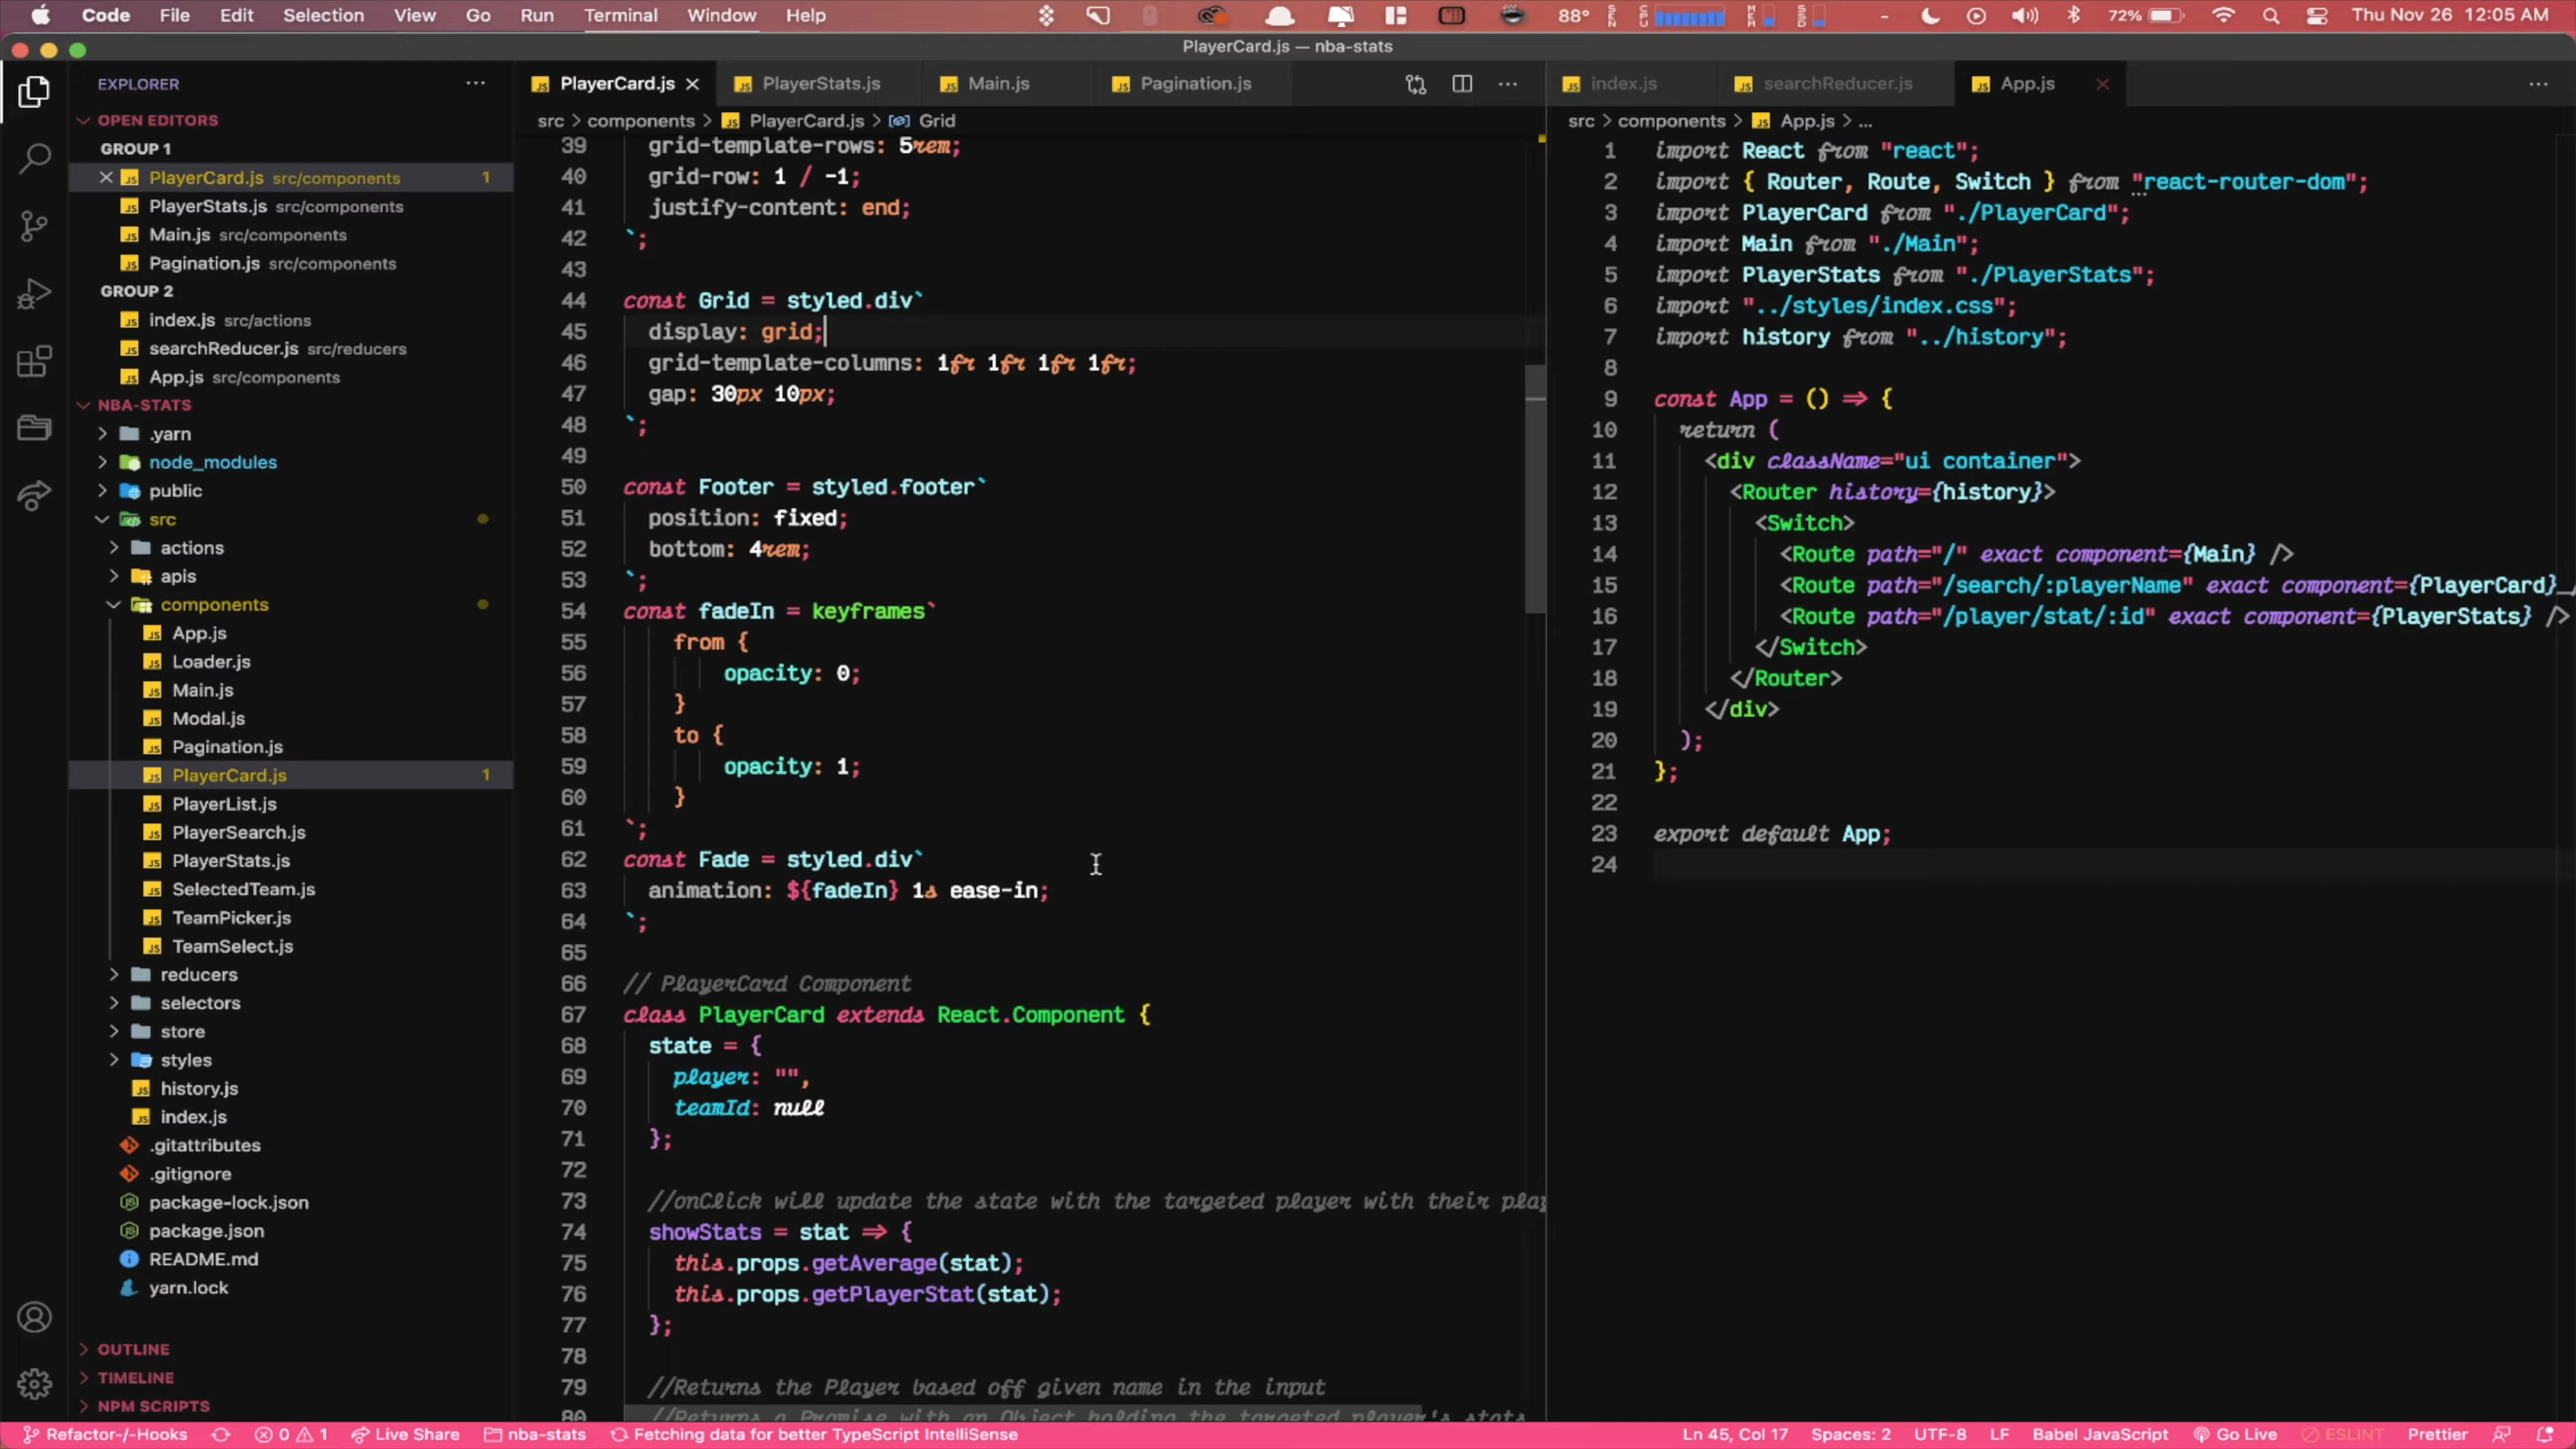 Code File Edit Selection View Go Run Terminal Window Help 88° 72% Thu Nov 26 12:05 AM
PlayerCard.js — nba-stats
EXPLORER
OPEN EDITORS
GROUP 1
PlayerCard.js src/components 1
PlayerStats.js src/components
Main.js src/components
Pagination.js src/components
GROUP 2
index.js src/actions
searchReducer.js src/reducers
App.js src/components
NBA-STATS
.yarn
node_modules
public
src
actions
apis
components
App.js
Loader.js
Main.js
Modal.js
Pagination.js
PlayerCard.js 1
PlayerList.js
PlayerSearch.js
PlayerStats.js
SelectedTeam.js
TeamPicker.js
TeamSelect.js
reducers
selectors
store
styles
history.js
index.js
.gitattributes
.gitignore
package-lock.json
package.json
README.md
yarn.lock
OUTLINE
TIMELINE
NPM SCRIPTS
PlayerCard.js PlayerStats.js Main.js Pagination.js
src > components > PlayerCard.js > Grid
39 grid-template-rows: 5rem;
40 grid-row: 1 / -1;
41 justify-content: end;
42 `;
43
44 const Grid = styled.div`
45 display: grid;
46 grid-template-columns: 1fr 1fr 1fr 1fr;
47 gap: 30px 10px;
48 `;
49
50 const Footer = styled.footer`
51 position: fixed;
52 bottom: 4rem;
53 `;
54 const fadeIn = keyframes`
55 from {
56 opacity: 0;
57 }
58 to {
59 opacity: 1;
60 }
61 `;
62 const Fade = styled.div`
63 animation: ${fadeIn} 1s ease-in;
64 `;
65
66 // PlayerCard Component
67 class PlayerCard extends React.Component {
68 state = {
69 player: "",
70 teamId: null
71 };
72
73 //onClick will update the state with the targeted player with their play
74 showStats = stat => {
75 this.props.getAverage(stat);
76 this.props.getPlayerStat(stat);
77 };
78
79 //Returns the Player based off given name in the input
80 //Returns a Promise with an Object holding the targeted player's stats
index.js searchReducer.js App.js
src > components > App.js > ...
1 import React from "react";
2 import { Router, Route, Switch } from "react-router-dom";
3 import PlayerCard from "./PlayerCard";
4 import Main from "./Main";
5 import PlayerStats from "./PlayerStats";
6 import "../styles/index.css";
7 import history from "../history";
8
9 const App = () => {
10 return (
11 <div className="ui container">
12 <Router history={history}>
13 <Switch>
14 <Route path="/" exact component={Main} />
15 <Route path="/search/:playerName" exact component={PlayerCard} /
16 <Route path="/player/stat/:id" exact component={PlayerStats} />
17 </Switch>
18 </Router>
19 </div>
20 );
21 };
22
23 export default App;
24
Refactor-/-Hooks 0 1 Live Share nba-stats Fetching data for better TypeScript IntelliSense Ln 45, Col 17 Spaces: 2 UTF-8 LF Babel JavaScript Go Live ESLINT Prettier